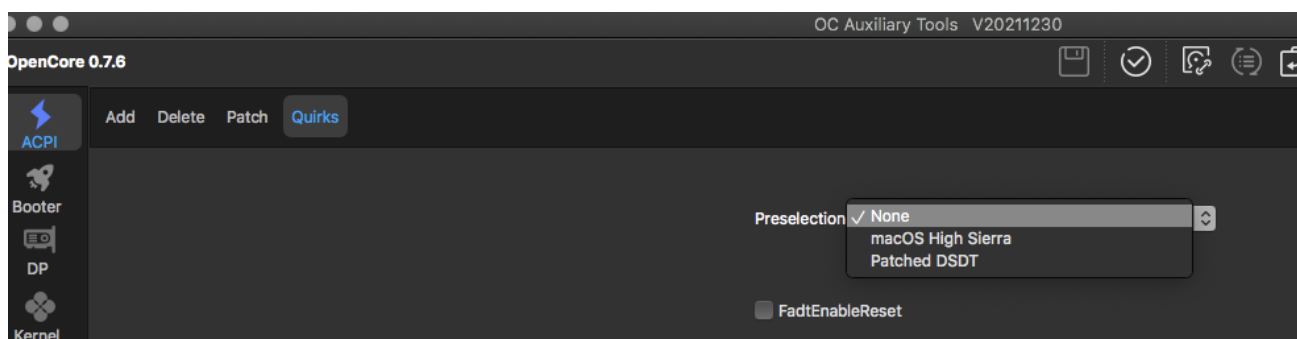 OC Auxiliary Tools V20211230
OpenCore 0.7.6
Add Delete Patch Quirks
ACPI
Booter
DP
Kernel
Preselection ✓ None
macOS High Sierra
Patched DSDT
FadtEnableReset